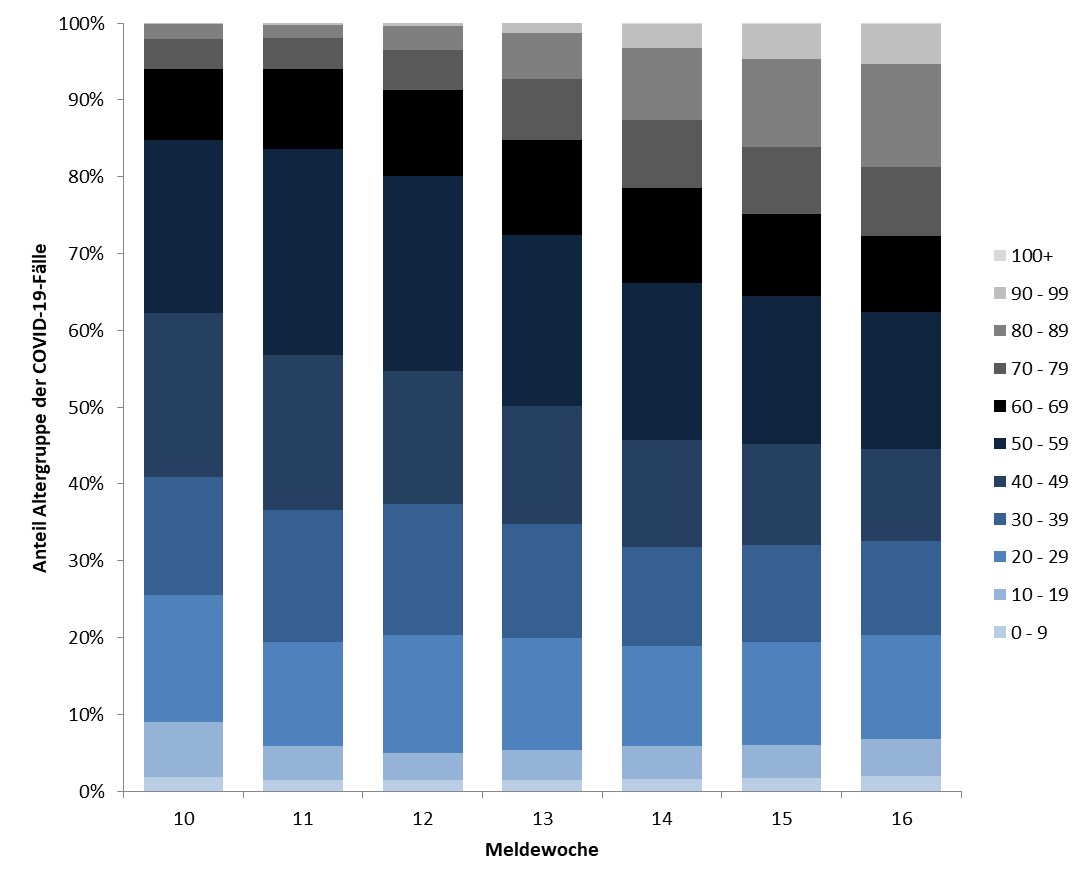 100%
90%
80%
70%
60%
50%
40%
30%
20%
10%
0%
Anteil Altergruppe der COVID-19-Fälle
10 11 12 13 14 15 16
Meldewoche
100+
90 - 99
80 - 89
70 - 79
60 - 69
50 - 59
40 - 49
30 - 39
20 - 29
10 - 19
0 - 9